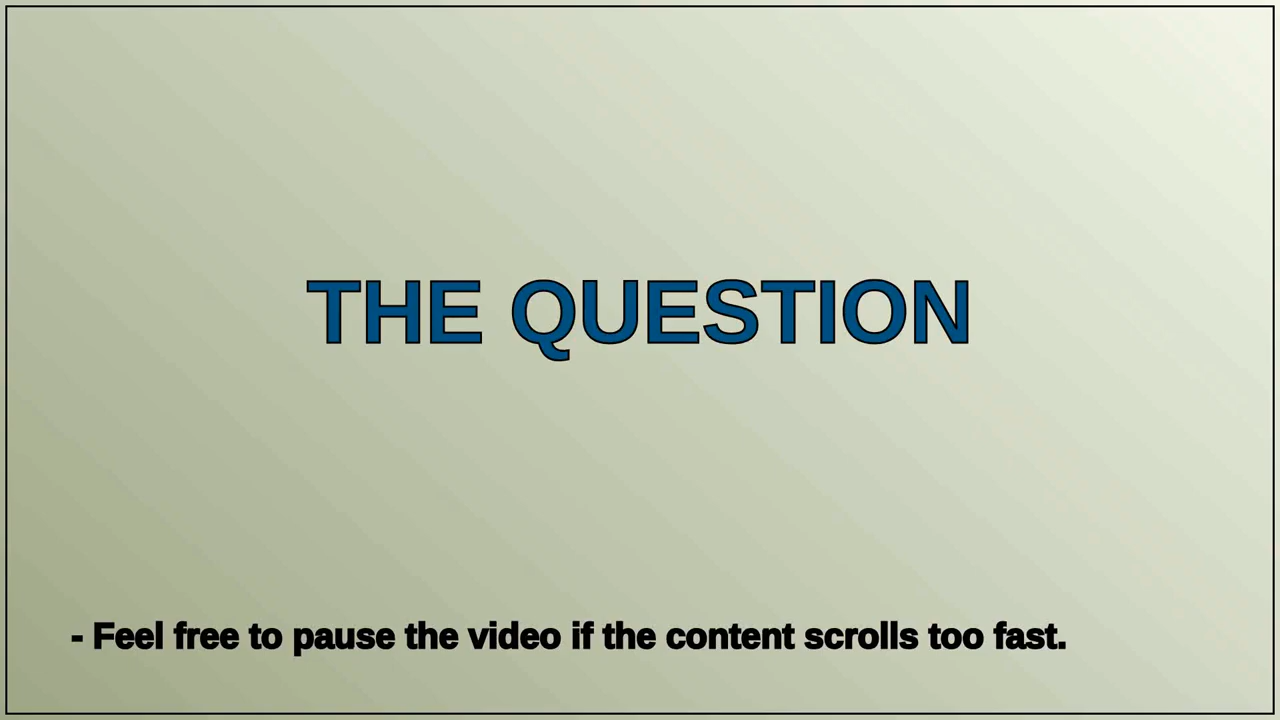 THE QUESTION
- Feel free to pause the video if the content scrolls too fast.